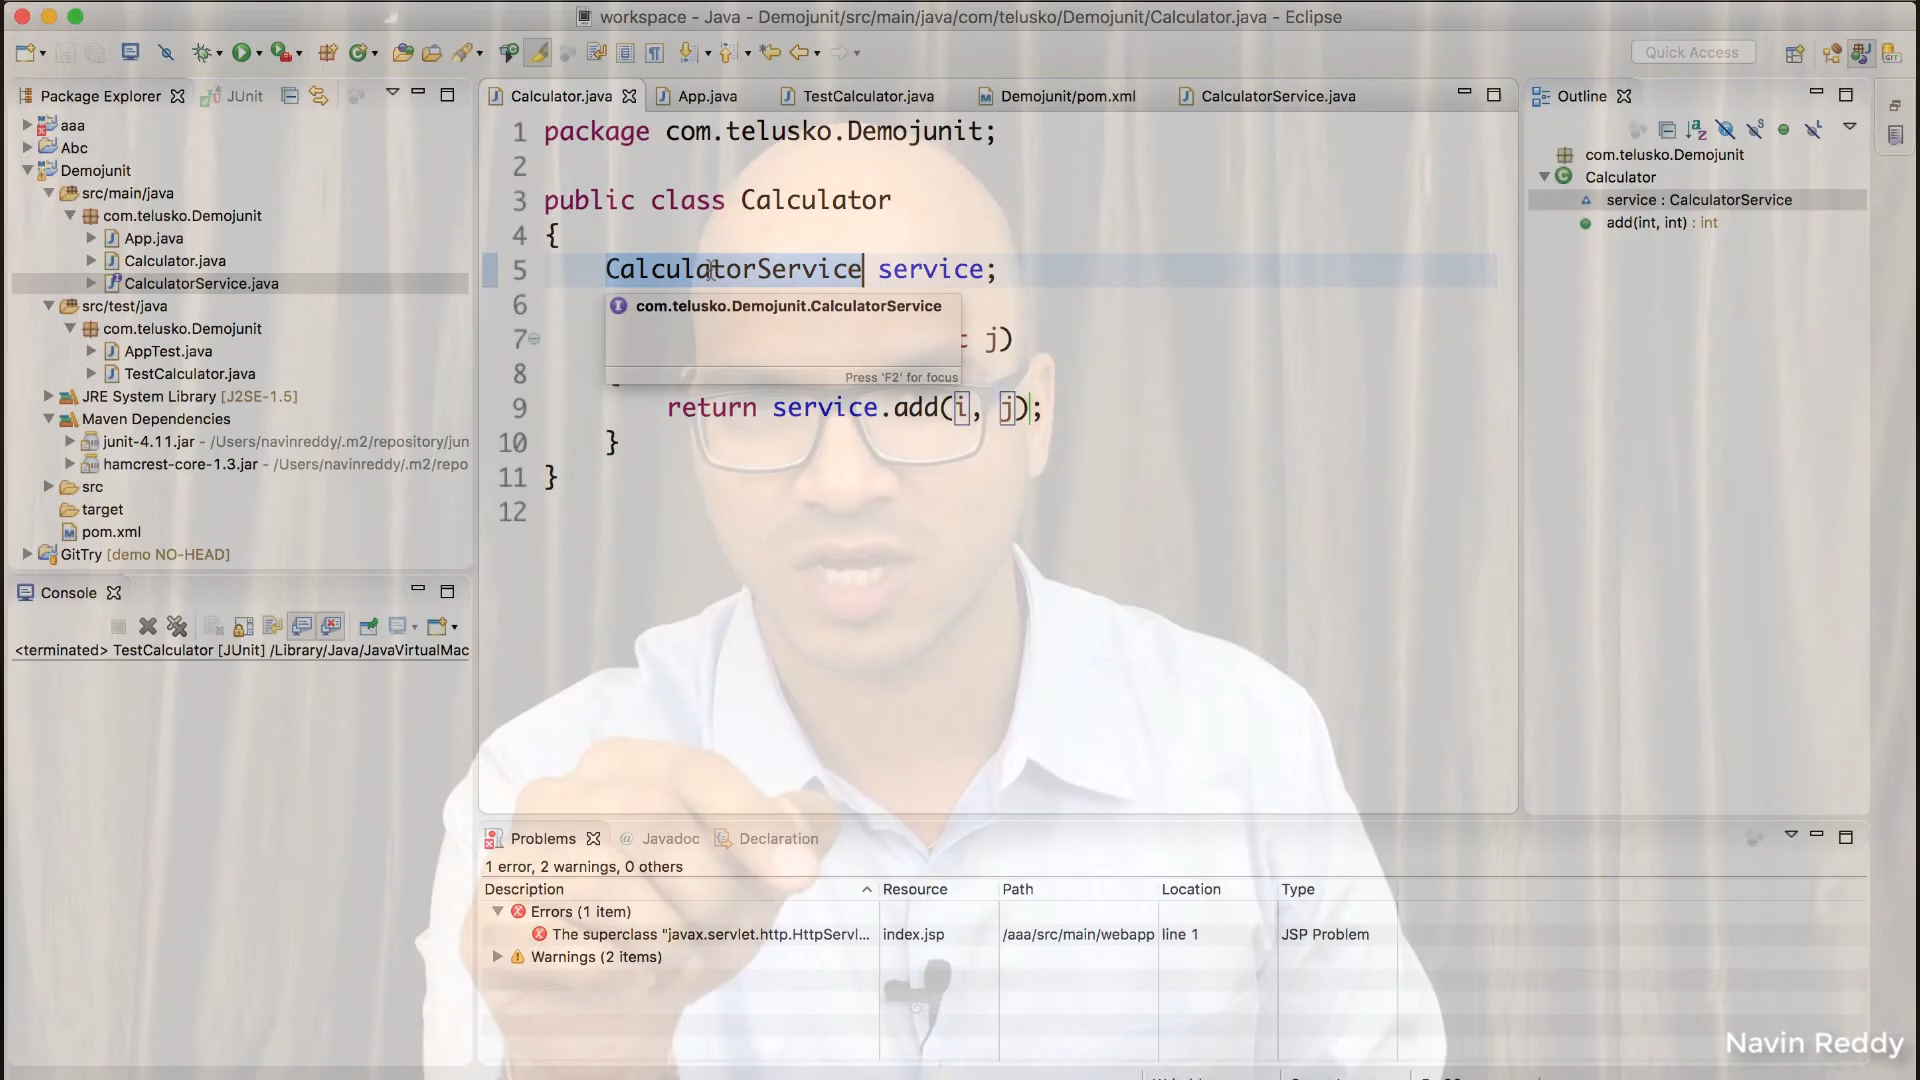 workspace - Java - Demojunit/src/main/java/com/telusko/Demojunit/Calculator.java - Eclipse
Quick Access
Package Explorer
JUnit
Calculator.java
App.java
TestCalculator.java
Demojunit/pom.xml
CalculatorService.java
Outline
aaa
Abc
Demojunit
src/main/java
com.telusko.Demojunit
App.java
Calculator.java
CalculatorService.java
src/test/java
com.telusko.Demojunit
AppTest.java
TestCalculator.java
JRE System Library [J2SE-1.5]
Maven Dependencies
junit-4.11.jar - /Users/navinreddy/.m2/repository/jun
hamcrest-core-1.3.jar - /Users/navinreddy/.m2/repo
src
target
pom.xml
GitTry [demo NO-HEAD]
1 package com.telusko.Demojunit;
2
3 public class Calculator
4 {
5 CalculatorService service;
6
com.telusko.Demojunit.CalculatorService
7 j)
8
Press 'F2' for focus
9 return service.add(i, j);
10 }
11 }
12
com.telusko.Demojunit
Calculator
service : CalculatorService
add(int, int) : int
Console
<terminated> TestCalculator [JUnit] /Library/Java/JavaVirtualMac
Problems
@ Javadoc
Declaration
1 error, 2 warnings, 0 others
Description Resource Path Location Type
Errors (1 item)
The superclass "javax.servlet.http.HttpServl... index.jsp /aaa/src/main/webapp line 1 JSP Problem
Warnings (2 items)
Navin Reddy